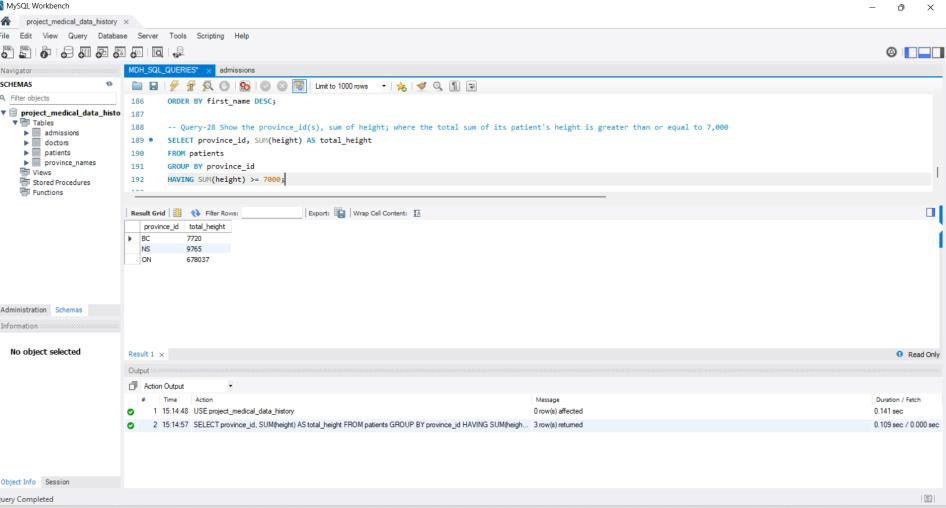 MySQL Workbench
project_medical_data_history ×
File Edit View Query Database Server Tools Scripting Help
Navigator
SCHEMAS
Filter objects
project_medical_data_histo
Tables
admissions
doctors
patients
province_names
Views
Stored Procedures
Functions
Administration Schemas
Information
No object selected
Object Info Session
Query Completed
MDH_SQL_QUERIES* × admissions
Limit to 1000 rows
186 ORDER BY first_name DESC;
187
188 -- Query-28 Show the province_id(s), sum of height; where the total sum of its patient's height is greater than or equal to 7,000
189 SELECT province_id, SUM(height) AS total_height
190 FROM patients
191 GROUP BY province_id
192 HAVING SUM(height) >= 7000;
Result Grid Filter Rows: Export: Wrap Cell Content:
province_id total_height
BC 7720
NS 9765
ON 678037
Result 1 × Read Only
Output
Action Output
# Time Action Message Duration / Fetch
1 15:14:48 USE project_medical_data_history 0 row(s) affected 0.141 sec
2 15:14:57 SELECT province_id, SUM(height) AS total_height FROM patients GROUP BY province_id HAVING SUM(heigh... 3 row(s) returned 0.109 sec / 0.000 sec